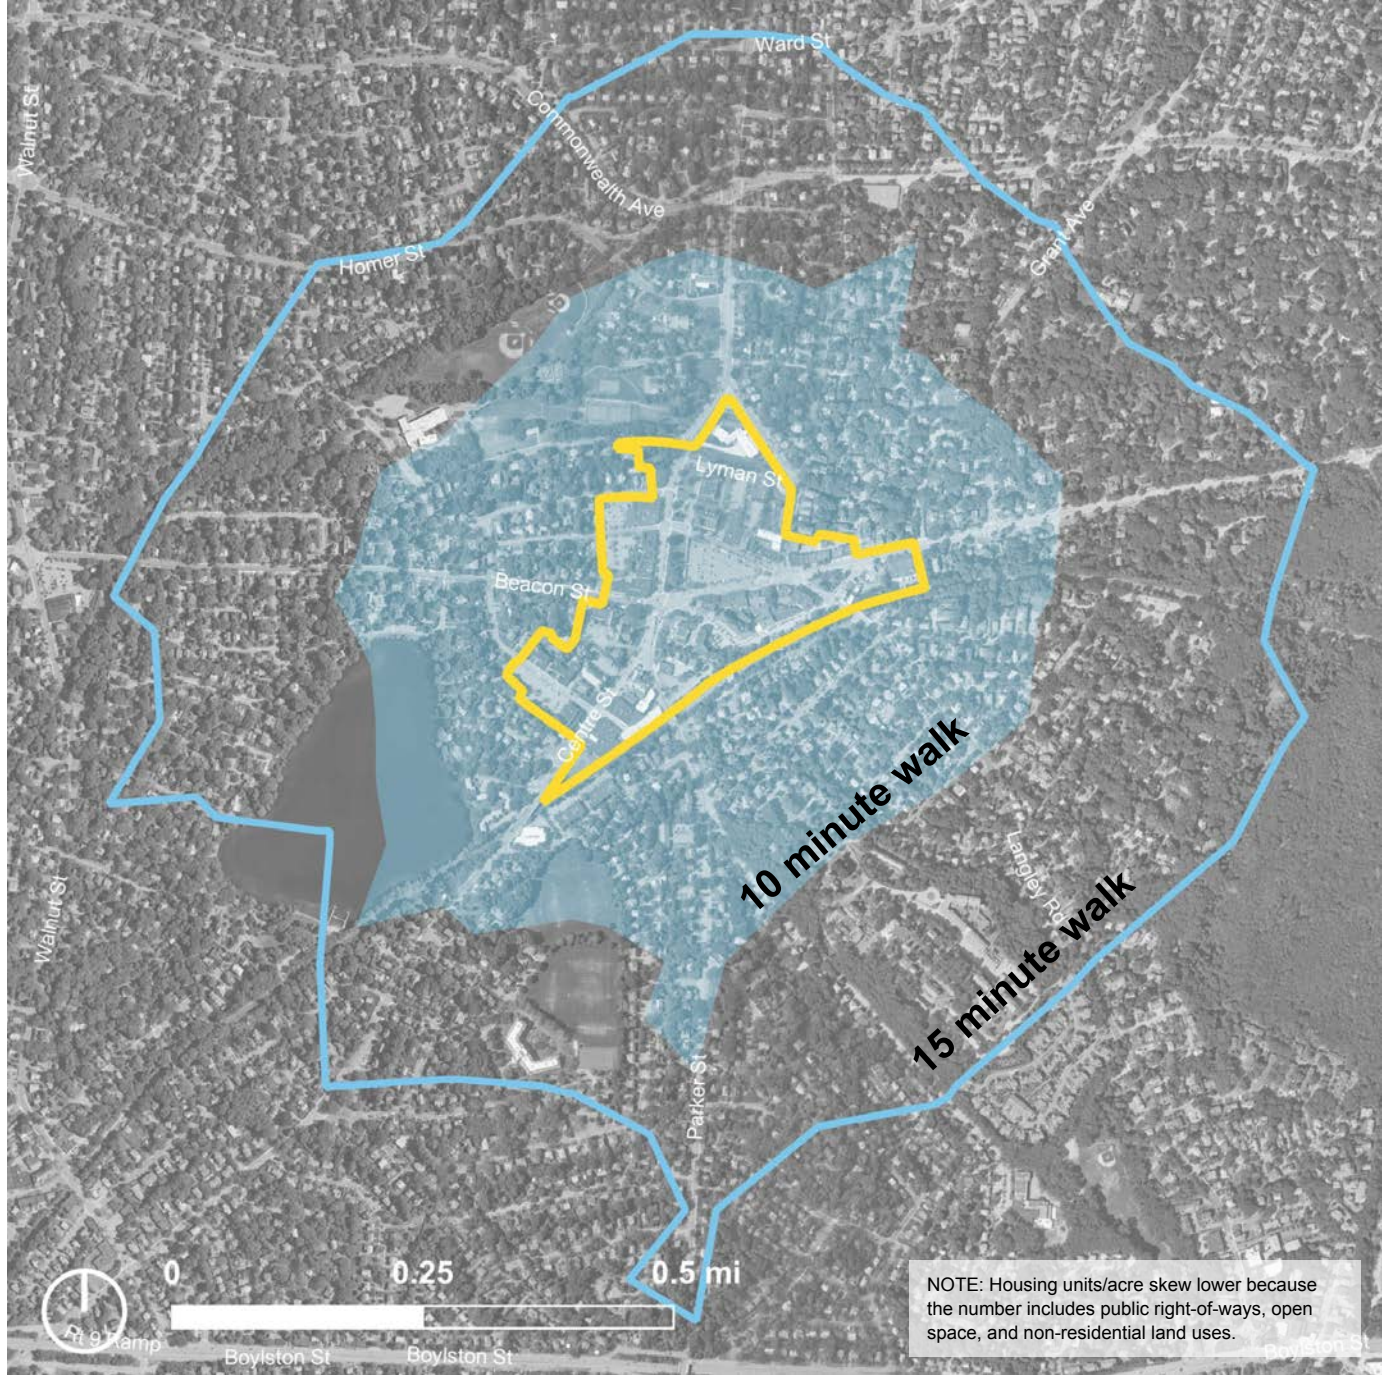 Ward St
Walnut St
Commonwealth Ave
Grant Ave
Homer St
Lyman St
Beacon St
Centre St
10 minute walk
Langley Rd
15 minute walk
Walnut St
Parker St
0 0.25 0.5 mi
NOTE: Housing units/acre skew lower because
the number includes public right-of-ways, open
space, and non-residential land uses.
Rt 9 Ramp
Boylston St
Boylston St
Boylston St